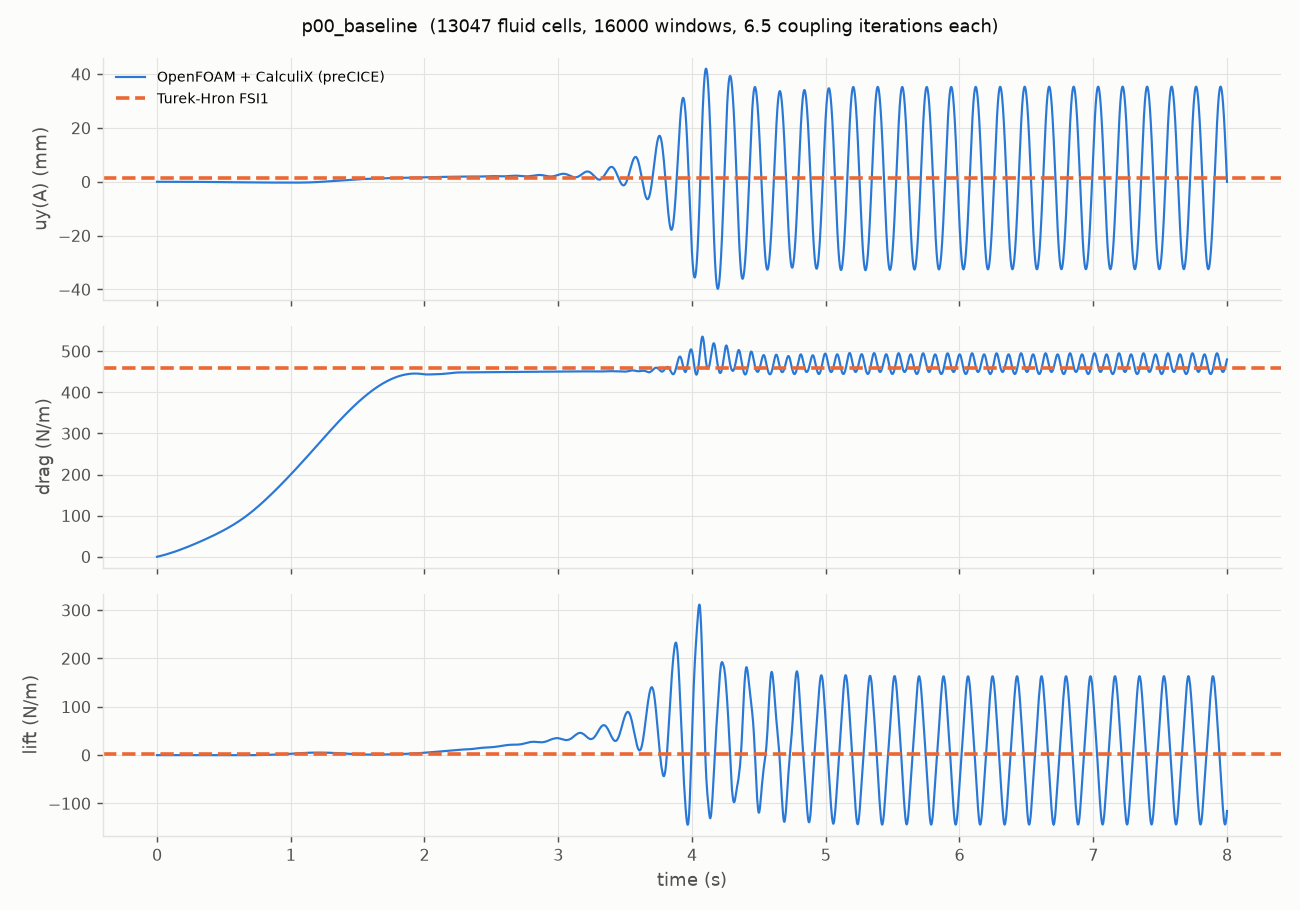 p00_baseline  (13047 fluid cells, 16000 windows, 6.5 coupling iterations each)
OpenFOAM + CalculiX (preCICE)
Turek-Hron FSI1
uy(A) (mm)
40
20
0
−20
−40
drag (N/m)
500
400
300
200
100
0
lift (N/m)
300
200
100
0
−100
0 1 2 3 4 5 6 7 8
time (s)